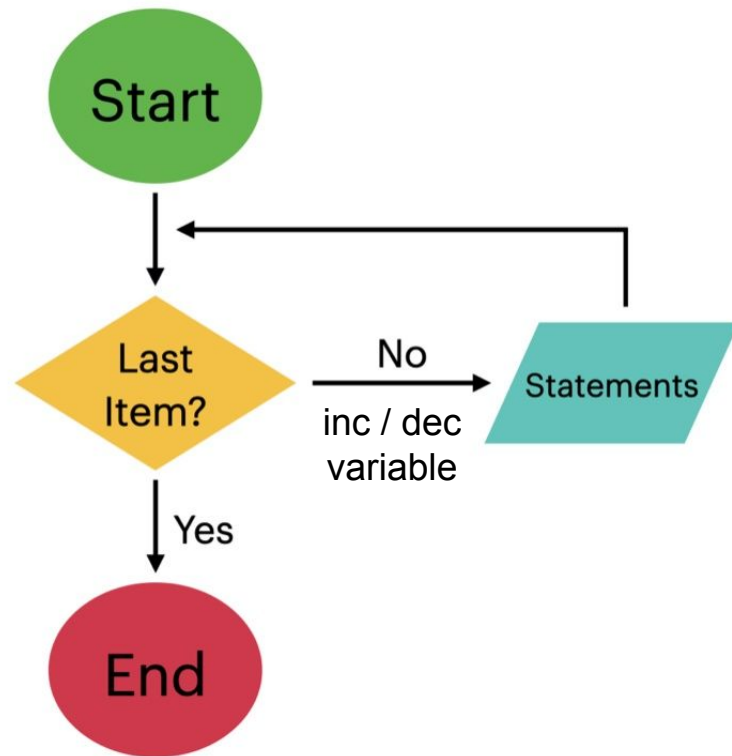 Start
Last
Item?
No
inc / dec
variable
Statements
Yes
End